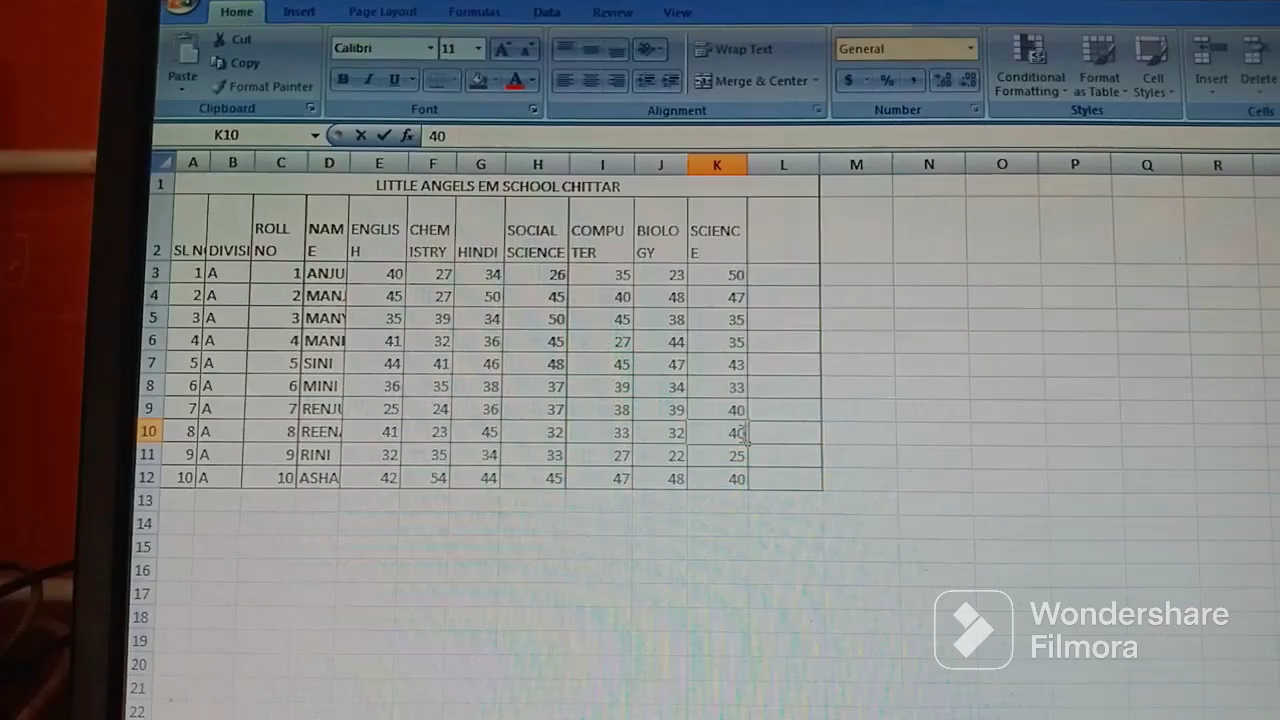 Home Insert Page Layout Formulas Data Review View
Cut
Copy
Format Painter
Paste
Clipboard
Calibri 11
B I U A
Font
Wrap Text
Merge & Center
Alignment
General
$ % ,
Number
Conditional Formatting
Format as Table
Cell Styles
Styles
Insert Delete
Cells
K10 fx 40
A B C D E F G H I J K L M N O P Q R
1 LITTLE ANGELS EM SCHOOL CHITTAR
2 SL N DIVISI ROLL NO NAM E ENGLIS H CHEM ISTRY HINDI SOCIAL SCIENCE COMPU TER BIOLO GY SCIENC E
3 1 A 1 ANJU 40 27 34 26 35 23 50
4 2 A 2 MAN 45 27 50 45 40 48 47
5 3 A 3 MAN 35 39 34 50 45 38 35
6 4 A 4 MAN 41 32 36 45 27 44 35
7 5 A 5 SINI 44 41 46 48 45 47 43
8 6 A 6 MINI 36 35 38 37 39 34 33
9 7 A 7 RENJU 25 24 36 37 38 39 40
10 8 A 8 REEN 41 23 45 32 33 32 40
11 9 A 9 RINI 32 35 34 33 27 22 25
12 10 A 10 ASHA 42 54 44 45 47 48 40
13
14
15
16
17
18
19
20
21
22
Wondershare
Filmora